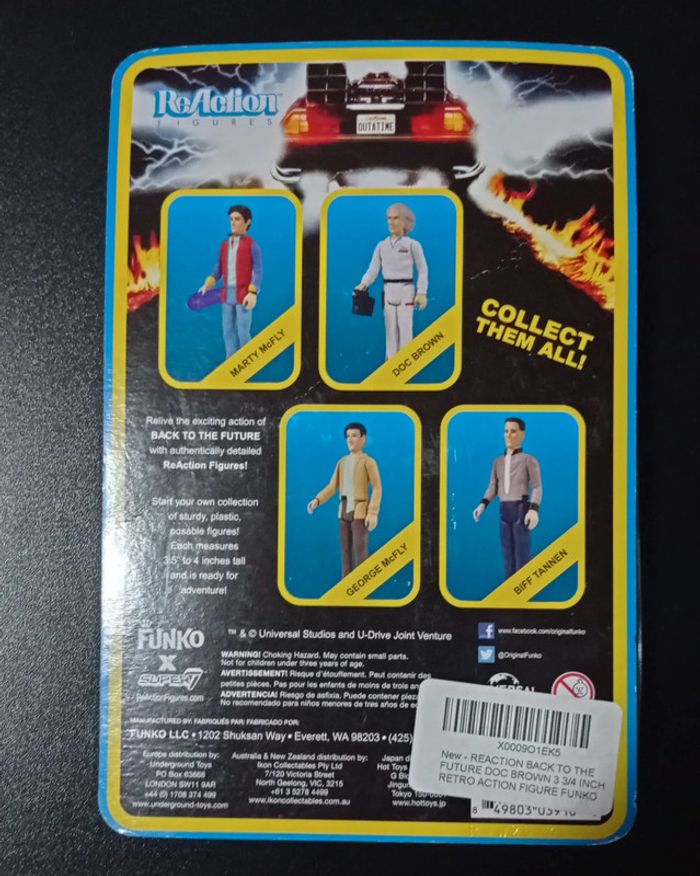 ReAction
FIGURES
OUTATIME
MARTY McFLY
DOC BROWN
COLLECT
THEM ALL!
Relive the exciting action of
BACK TO THE FUTURE
with authentically detailed
ReAction Figures!
Start your own collection
of sturdy, plastic,
posable figures!
Each measures
3.5" to 4 inches tall
and is ready for
adventure!
GEORGE McFLY
BIFF TANNEN
FUNKO
X
SUPER7
ReActionFigures.com
™ & © Universal Studios and U-Drive Joint Venture
WARNING! Choking Hazard. May contain small parts.
Not for children under three years of age.
AVERTISSEMENT! Risque d'étouffement. Peut contenir des
petites pièces. Pas pour les enfants de moins de trois
ADVERTENCIA! Riesgo de asfixia. Puede contener
No recomendado para niños menores de tres años de
www.facebook.com/originalfunko
@OriginalFunko
MANUFACTURED BY: FABRIQUÉS PAR: FABRICADO POR:
FUNKO LLC • 1202 Shuksan Way • Everett, WA 98203 • (425)
Europe distribution by:
Underground Toys
PO Box 63668
LONDON SW11 9AR
+44 (0) 1708 374 499
www.underground-toys.com
Australia & New Zealand distribution by:
Ikon Collectables Pty Ltd
7/120 Victoria Street
North Geelong, VIC, 3215
+61 3 5278 4499
www.ikoncollectables.com.au
Japan
Hot Toys
Tokyo
www.hottoys.
X0009O1EK5
New - REACTION BACK TO THE
FUTURE DOC BROWN 3 3/4 INCH
RETRO ACTION FIGURE FUNKO
8 49803